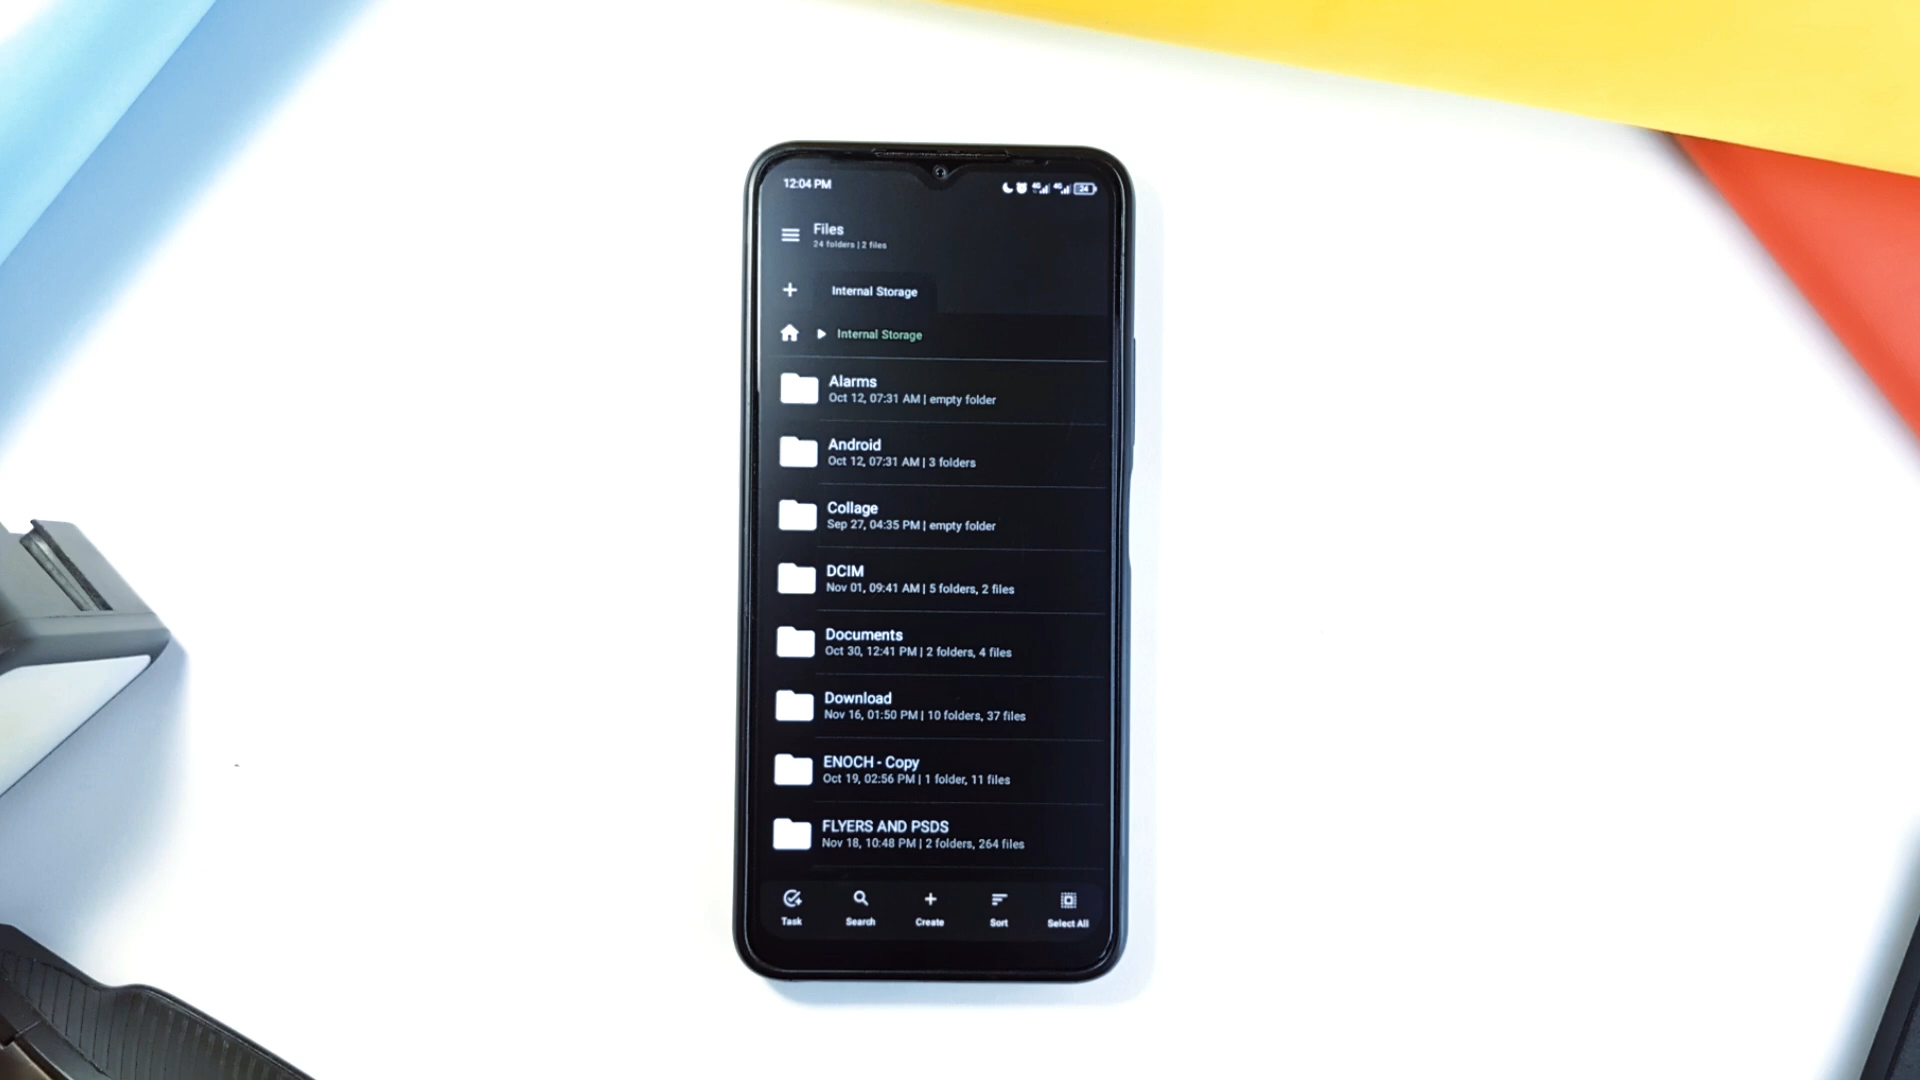 12:04 PM
4G 4G 24
Files
24 folders | 2 files
Internal Storage
Internal Storage
Alarms
Oct 12, 07:31 AM | empty folder
Android
Oct 12, 07:31 AM | 3 folders
Collage
Sep 27, 04:35 PM | empty folder
DCIM
Nov 01, 09:41 AM | 5 folders, 2 files
Documents
Oct 30, 12:41 PM | 2 folders, 4 files
Download
Nov 16, 01:50 PM | 10 folders, 37 files
ENOCH - Copy
Oct 19, 02:56 PM | 1 folder, 11 files
FLYERS AND PSDS
Nov 18, 10:48 PM | 2 folders, 264 files
Task Search Create Sort Select All